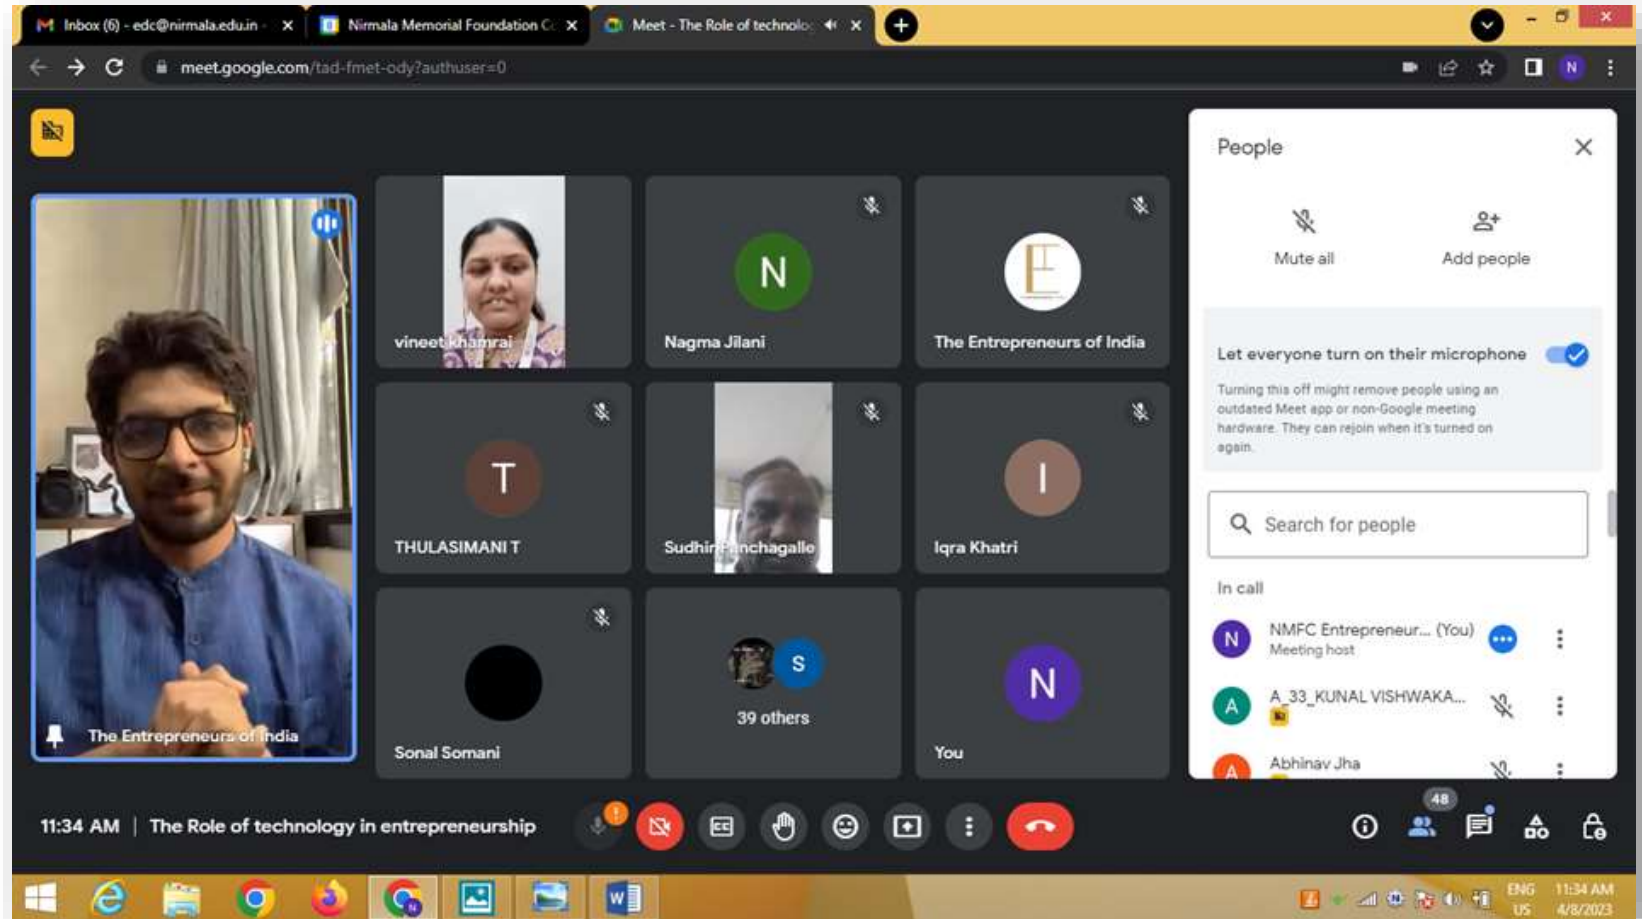 Inbox (6) - edc@nirmala.edu.in -
Nirmala Memorial Foundation Co
Meet - The Role of technolog
meet.google.com/tad-fmet-ody?authuser=0
N
People
Mute all
Add people
Let everyone turn on their microphone
Turning this off might remove people using an
outdated Meet app or non-Google meeting
hardware. They can rejoin when it's turned on
again.
Search for people
In call
N
NMFC Entrepreneur... (You)
Meeting host
A
A_33_KUNAL VISHWAKA...
A
Abhinav Jha
The Entrepreneurs of India
vineet khamrai
N
Nagma Jilani
E
The Entrepreneurs of India
T
THULASIMANI T
Sudhir Panchagalle
I
Iqra Khatri
Sonal Somani
S
39 others
N
You
11:34 AM | The Role of technology in entrepreneurship
CC
48
W
ENG
US
11:34 AM
4/8/2023